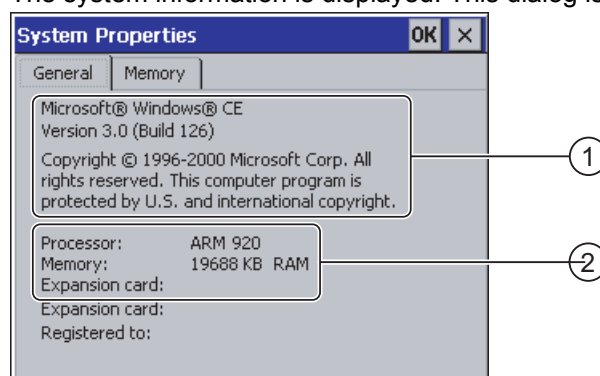 The system information is displayed. This dialog is
System Properties OK ×
General Memory
Microsoft® Windows® CE
Version 3.0 (Build 126)
Copyright © 1996-2000 Microsoft Corp. All
rights reserved. This computer program is
protected by U.S. and international copyright.
1
Processor: ARM 920
Memory: 19688 KB RAM
Expansion card:
2
Expansion card:
Registered to: